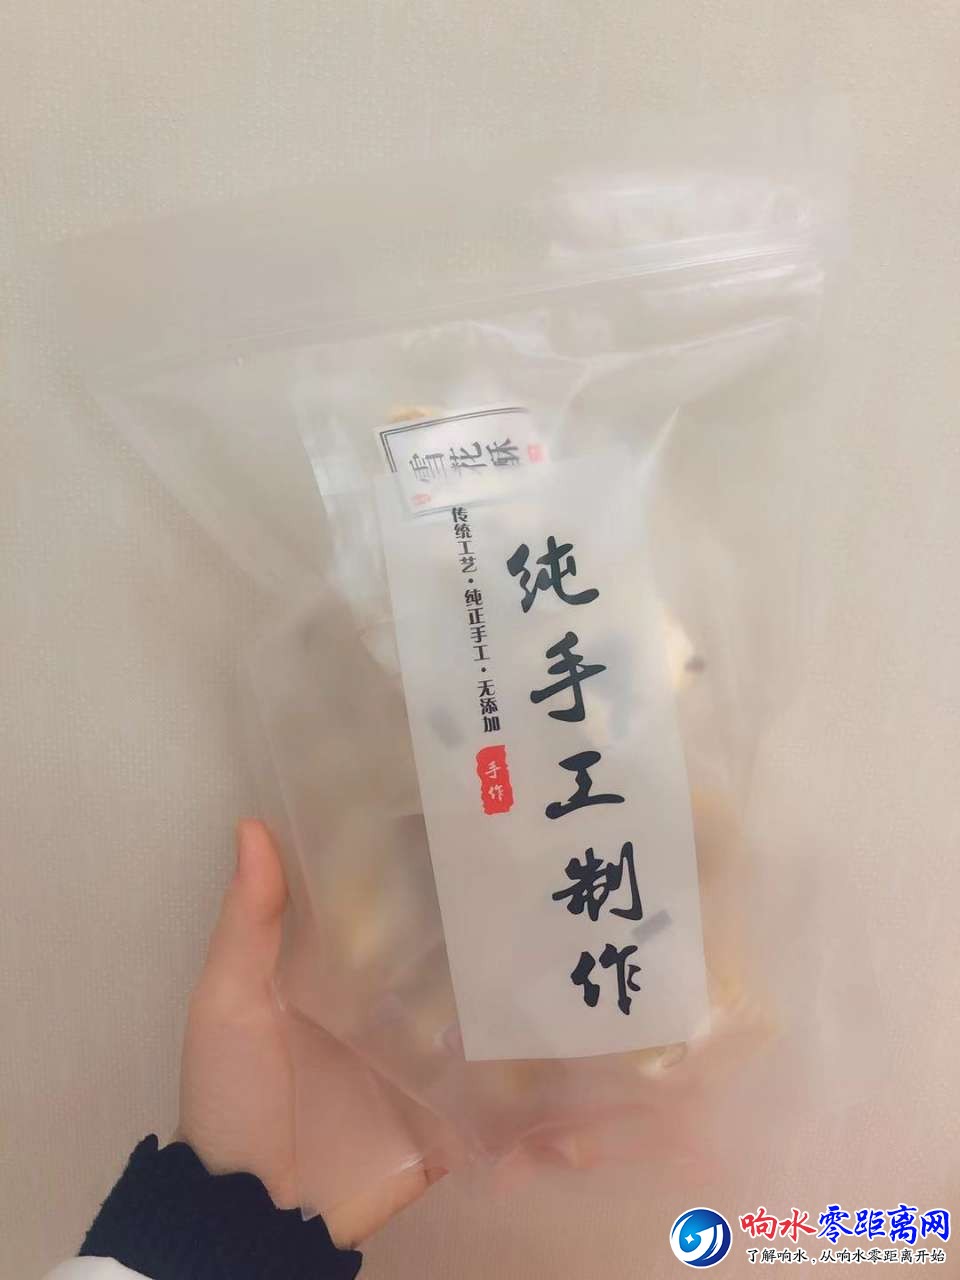 雪花酥
传统工艺·纯正手工·无添加
手作
纯手工制作
响水零距离网
了解响水，从响水零距离开始